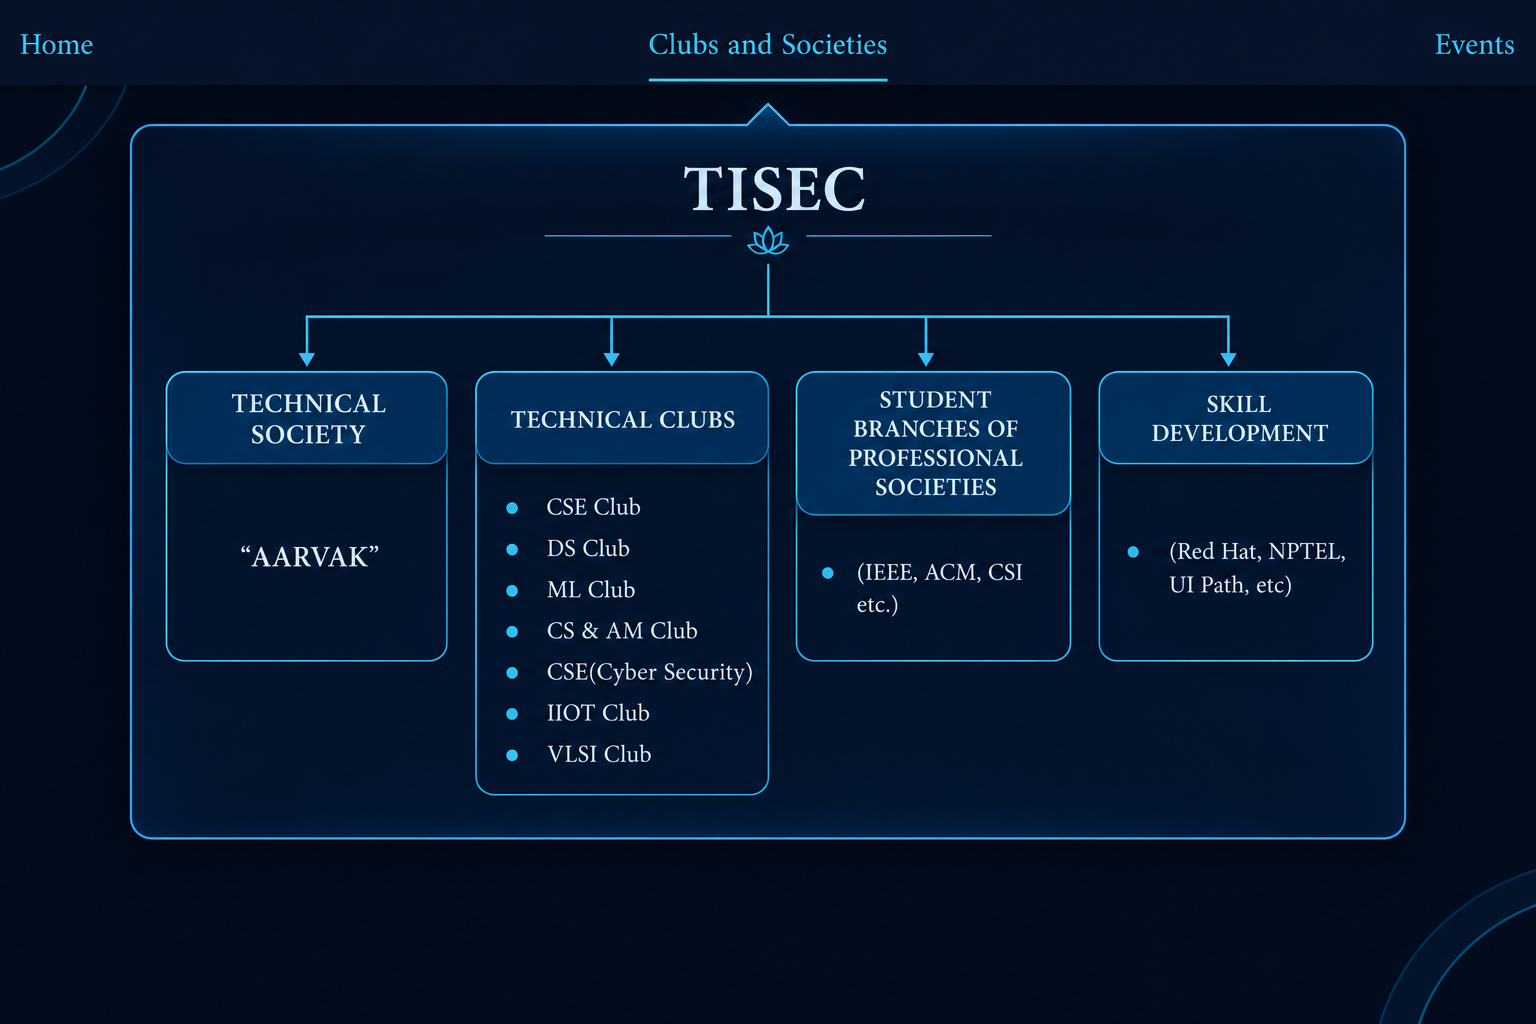 Home
Clubs and Societies
Events
TISEC
TECHNICAL
SOCIETY
“AARVAK”
TECHNICAL CLUBS
CSE Club
DS Club
ML Club
CS & AM Club
CSE(Cyber Security)
IIOT Club
VLSI Club
STUDENT
BRANCHES OF
PROFESSIONAL
SOCIETIES
(IEEE, ACM, CSI
etc.)
SKILL
DEVELOPMENT
(Red Hat, NPTEL,
UI Path, etc)